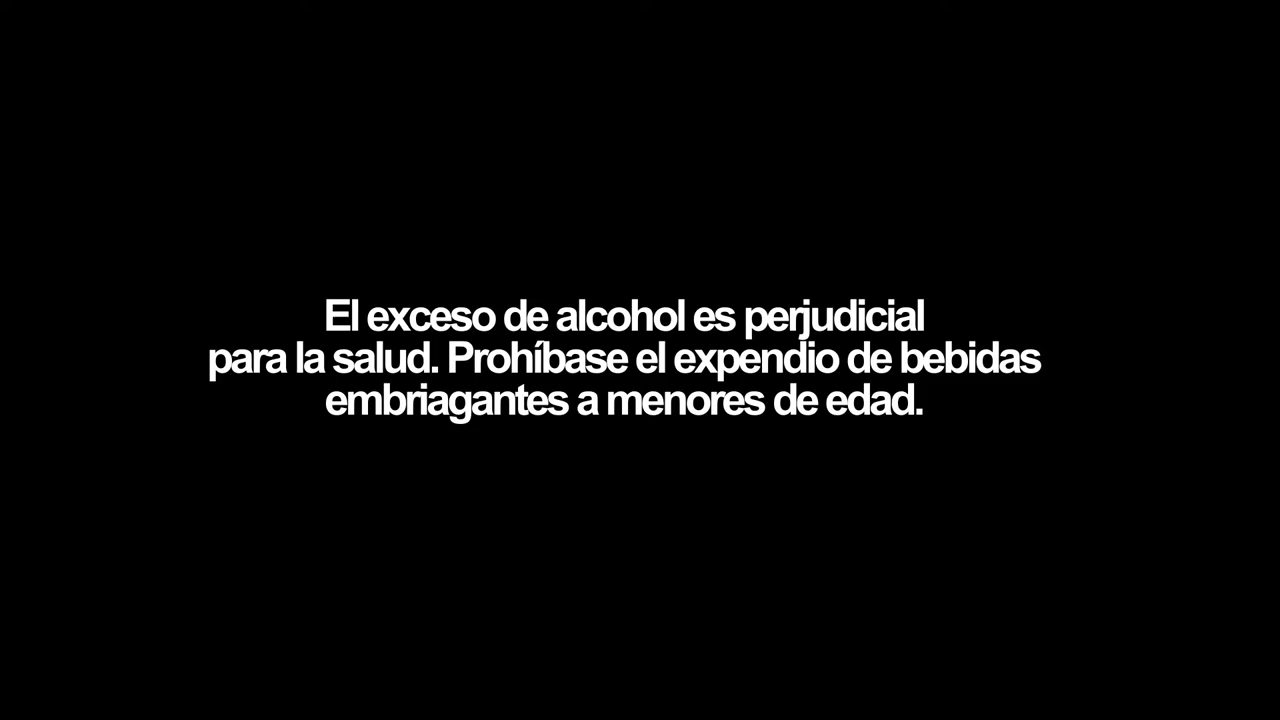 El exceso de alcohol es perjudicial
para la salud. Prohíbase el expendio de bebidas
embriagantes a menores de edad.